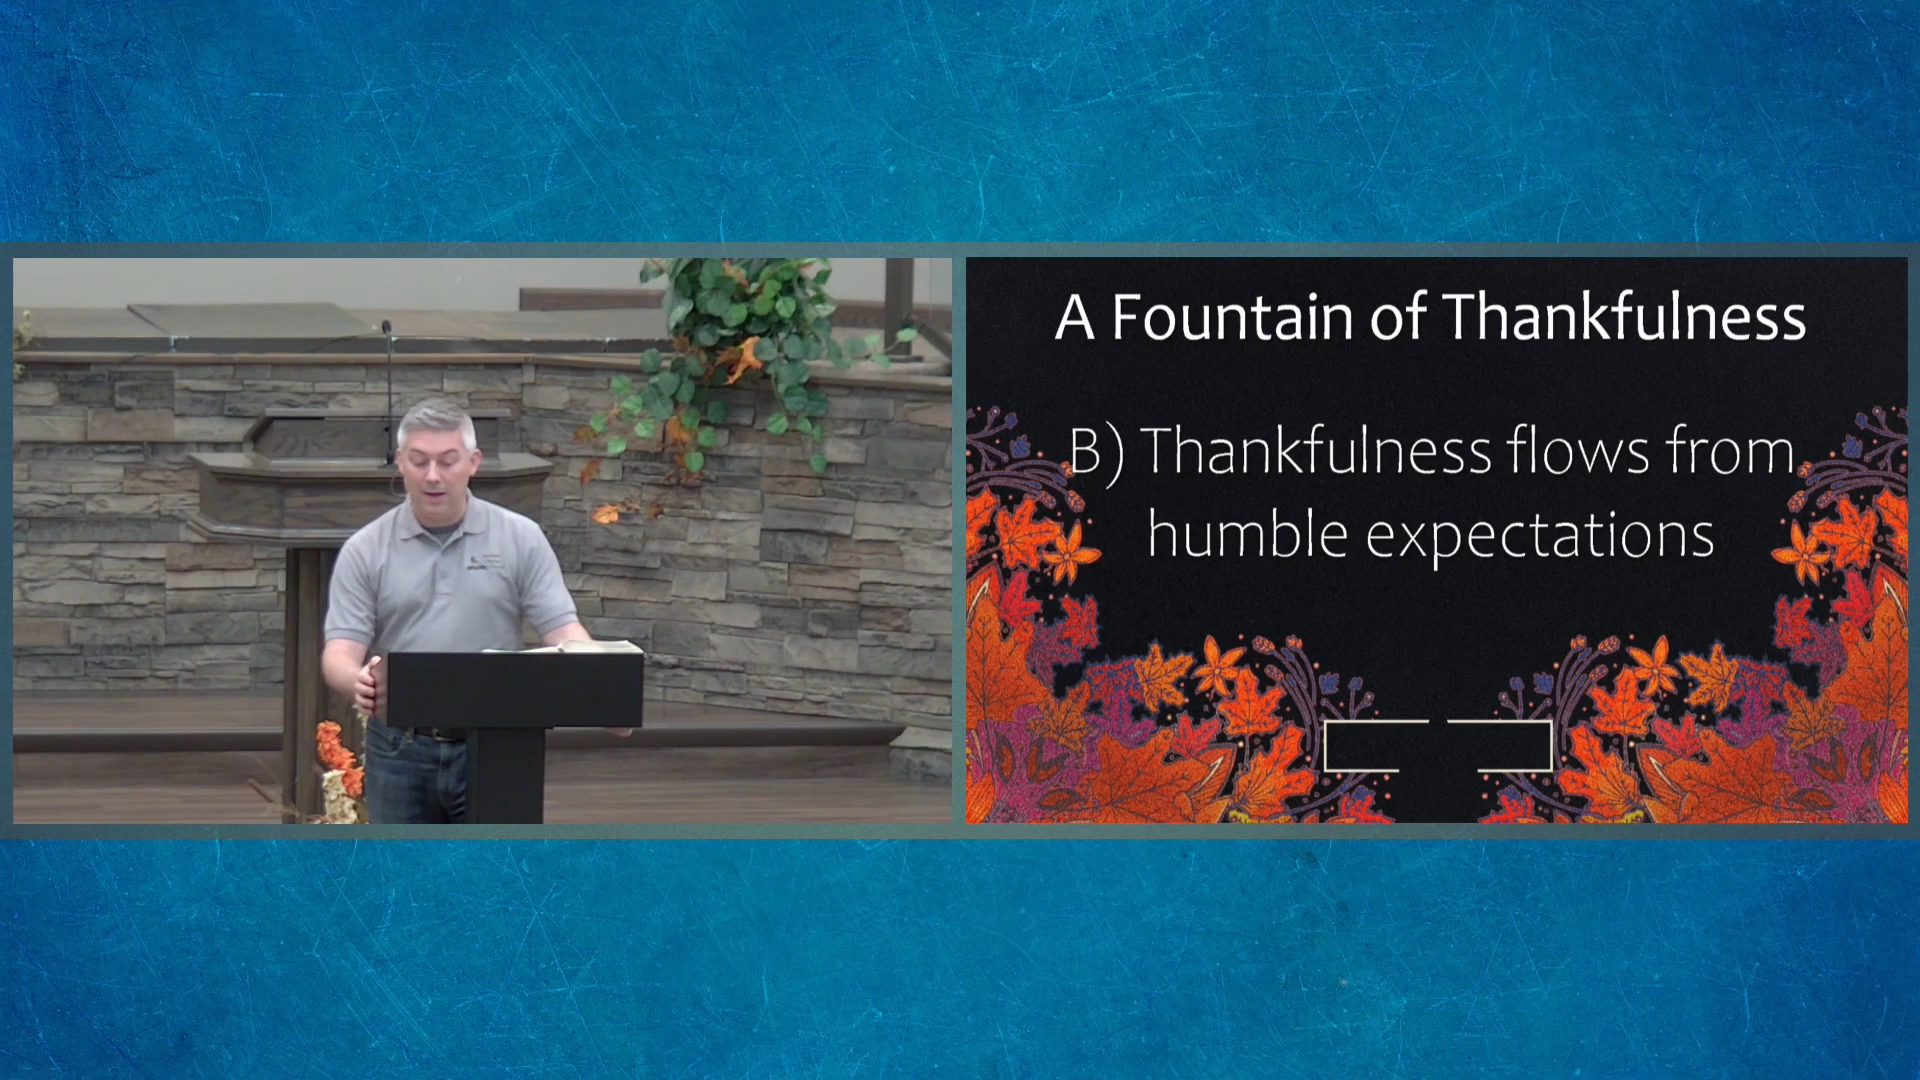 A Fountain of Thankfulness
B) Thankfulness flows from
humble expectations